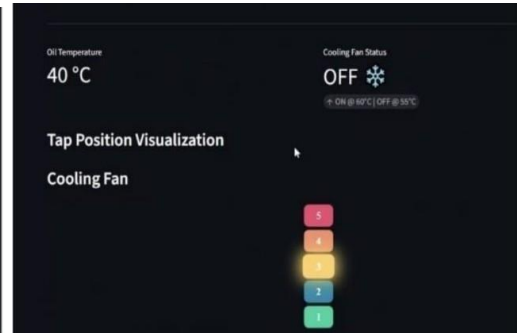 Oil Temperature
40 °C
Cooling Fan Status
OFF ❄
↑ ON @ 60°C | OFF @ 55°C
Tap Position Visualization
Cooling Fan
5
4
3
2
1